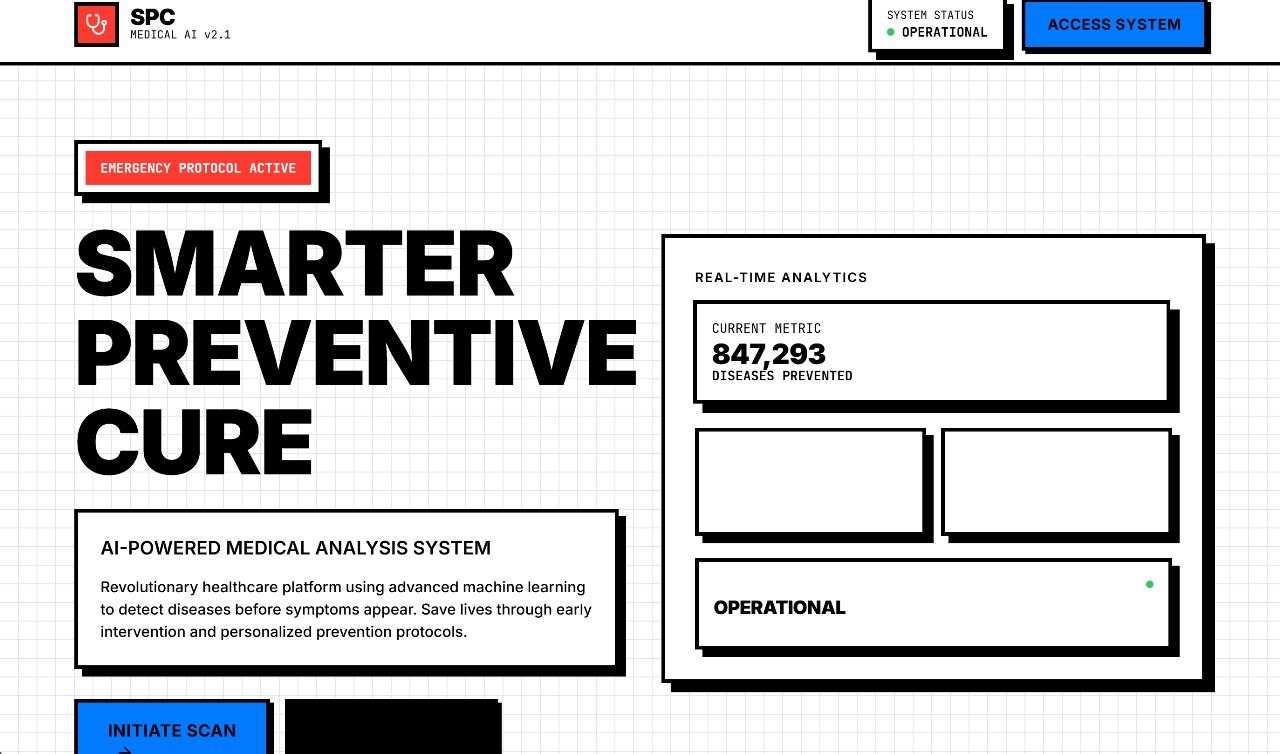 SPC
MEDICAL AI v2.1
SYSTEM STATUS
OPERATIONAL
ACCESS SYSTEM
EMERGENCY PROTOCOL ACTIVE
SMARTER
PREVENTIVE
CURE
AI-POWERED MEDICAL ANALYSIS SYSTEM
Revolutionary healthcare platform using advanced machine learning
to detect diseases before symptoms appear. Save lives through early
intervention and personalized prevention protocols.
INITIATE SCAN
→
REAL-TIME ANALYTICS
CURRENT METRIC
847,293
DISEASES PREVENTED
OPERATIONAL